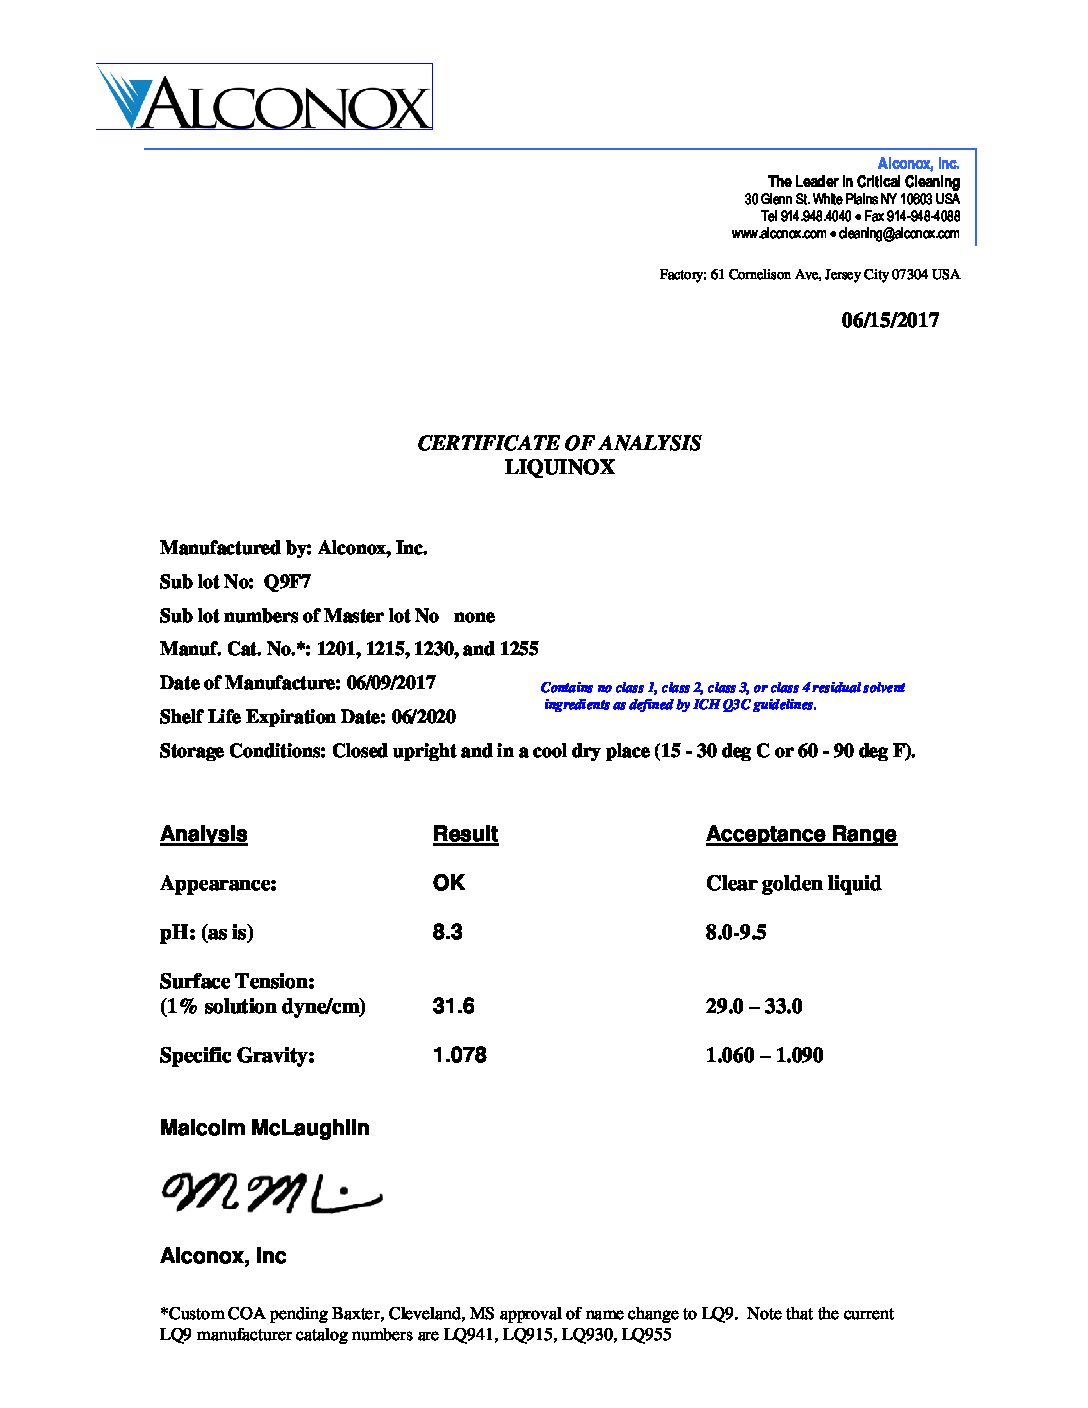 ALCONOX
Alconox, Inc.
The Leader in Critical Cleaning
30 Glenn St. White Plains NY 10603 USA
Tel 914.948.4040 • Fax 914-948-4088
www.alconox.com • cleaning@alconox.com
Factory: 61 Cornelison Ave, Jersey City 07304 USA
06/15/2017
CERTIFICATE OF ANALYSIS
LIQUINOX
Manufactured by: Alconox, Inc.
Sub lot No: Q9F7
Sub lot numbers of Master lot No none
Manuf. Cat. No.*: 1201, 1215, 1230, and 1255
Date of Manufacture: 06/09/2017
Contains no class 1, class 2, class 3, or class 4 residual solvent
ingredients as defined by ICH Q3C guidelines.
Shelf Life Expiration Date: 06/2020
Storage Conditions: Closed upright and in a cool dry place (15 - 30 deg C or 60 - 90 deg F).
Analysis Result Acceptance Range
Appearance: OK Clear golden liquid
pH: (as is) 8.3 8.0-9.5
Surface Tension:
(1% solution dyne/cm) 31.6 29.0 – 33.0
Specific Gravity: 1.078 1.060 – 1.090
Malcolm McLaughlin
Alconox, Inc
*Custom COA pending Baxter, Cleveland, MS approval of name change to LQ9. Note that the current
LQ9 manufacturer catalog numbers are LQ941, LQ915, LQ930, LQ955